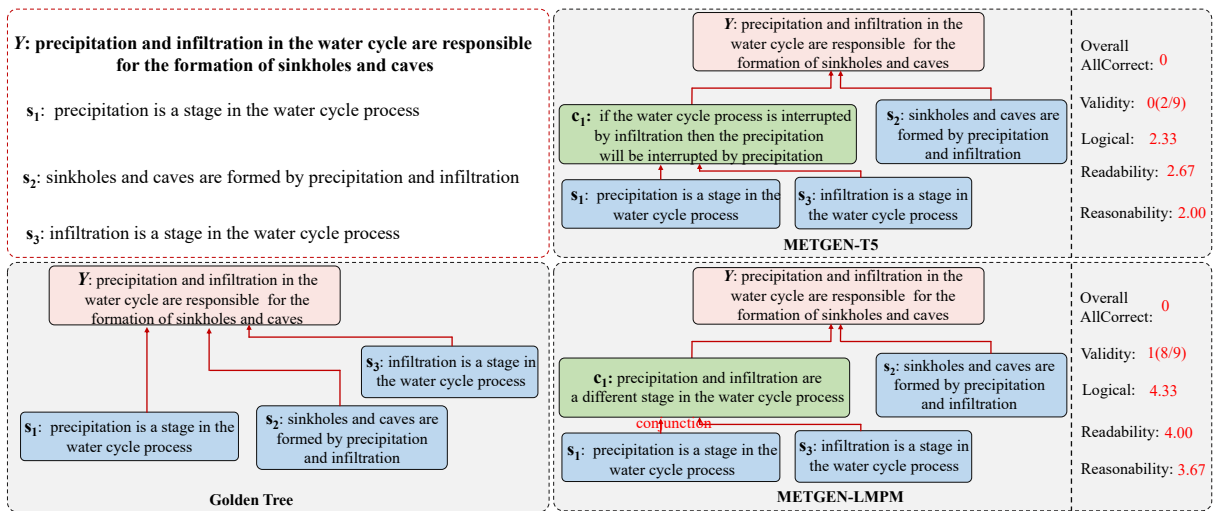 Y: precipitation and infiltration in the water cycle are responsible
for the formation of sinkholes and caves
s1: precipitation is a stage in the water cycle process
s2: sinkholes and caves are formed by precipitation and infiltration
s3: infiltration is a stage in the water cycle process
Y: precipitation and infiltration in the
water cycle are responsible for the
formation of sinkholes and caves
c1: if the water cycle process is interrupted
by infiltration then the precipitation
will be interrupted by precipitation
s2: sinkholes and caves are
formed by precipitation
and infiltration
s1: precipitation is a stage in the
water cycle process
s3: infiltration is a stage in
the water cycle process
METGEN-T5
Overall
AllCorrect: 0
Validity: 0(2/9)
Logical: 2.33
Readability: 2.67
Reasonability: 2.00
Y: precipitation and infiltration in the
water cycle are responsible for the
formation of sinkholes and caves
s3: infiltration is a stage in
the water cycle process
s1: precipitation is a stage in the
water cycle process
s2: sinkholes and caves are
formed by precipitation
and infiltration
Golden Tree
Y: precipitation and infiltration in the
water cycle are responsible for the
formation of sinkholes and caves
c1: precipitation and infiltration are
a different stage in the water cycle process
s2: sinkholes and caves are
formed by precipitation
and infiltration
conjunction
s1: precipitation is a stage in the
water cycle process
s3: infiltration is a stage in
the water cycle process
METGEN-LMPM
Overall
AllCorrect: 0
Validity: 1(8/9)
Logical: 4.33
Readability: 4.00
Reasonability: 3.67